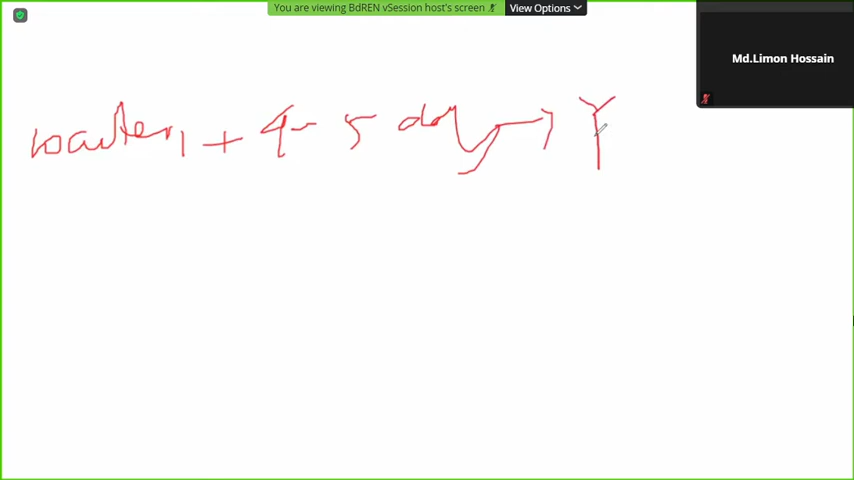 You are viewing BdREN vSession host's screen View Options
Md.Limon Hossain
water + 4- 5 day → Y